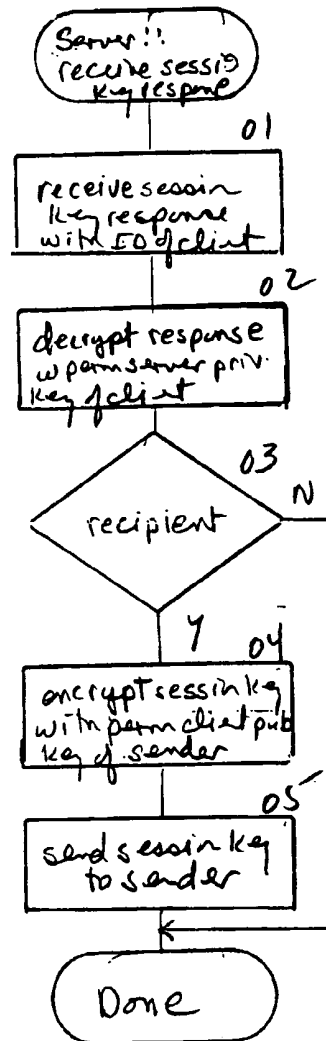 Server!!
receive sessio
key respone
01
receive sessin
key response
with ID of client
02
decrypt response
w perm server priv.
key of client
03
recipient
N
Y
04
encrypt sessin key
with perm client pub
key of sender
05
send sessin key
to sender
Done